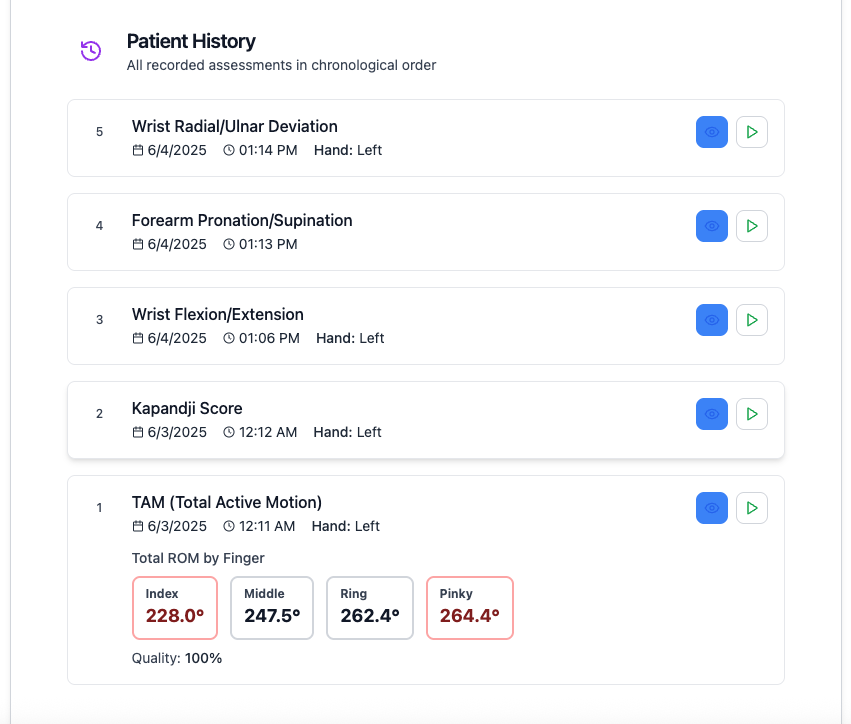 Patient History
All recorded assessments in chronological order
5
Wrist Radial/Ulnar Deviation
6/4/2025 01:14 PM Hand: Left
4
Forearm Pronation/Supination
6/4/2025 01:13 PM
3
Wrist Flexion/Extension
6/4/2025 01:06 PM Hand: Left
2
Kapandji Score
6/3/2025 12:12 AM Hand: Left
1
TAM (Total Active Motion)
6/3/2025 12:11 AM Hand: Left
Total ROM by Finger
Index Middle Ring Pinky
228.0° 247.5° 262.4° 264.4°
Quality: 100%